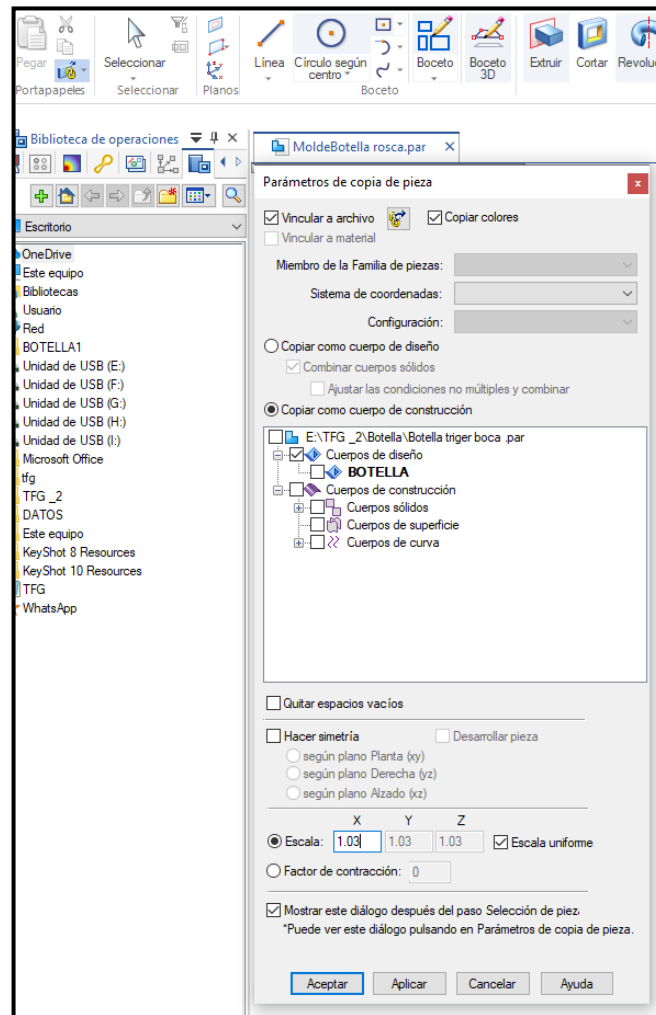 Pegar
Seleccionar
Línea
Círculo según
centro
Boceto
Boceto
3D
Extruir
Cortar
Portapapeles
Seleccionar
Planos
Boceto
Biblioteca de operaciones
MoldeBotella rosca.par
Escritorio
OneDrive
Este equipo
Bibliotecas
Usuario
Red
BOTELLA1
Unidad de USB (E:)
Unidad de USB (F:)
Unidad de USB (G:)
Unidad de USB (H:)
Unidad de USB (I:)
Microsoft Office
tfg
TFG _2
DATOS
Este equipo
KeyShot 8 Resources
KeyShot 10 Resources
TFG
WhatsApp
Parámetros de copia de pieza
Vincular a archivo
Copiar colores
Vincular a material
Miembro de la Familia de piezas:
Sistema de coordenadas:
Configuración:
Copiar como cuerpo de diseño
Combinar cuerpos sólidos
Ajustar las condiciones no múltiples y combinar
Copiar como cuerpo de construcción
E:\TFG _2\Botella\Botella triger boca .par
Cuerpos de diseño
BOTELLA
Cuerpos de construcción
Cuerpos sólidos
Cuerpos de superficie
Cuerpos de curva
Quitar espacios vacíos
Hacer simetría
Desarrollar pieza
según plano Planta (xy)
según plano Derecha (yz)
según plano Alzado (xz)
X Y Z
Escala: 1.03 1.03 1.03 Escala uniforme
Factor de contracción: 0
Mostrar este diálogo después del paso Selección de
*Puede ver este diálogo pulsando en Parámetros de copia de pieza.
Aceptar Aplicar Cancelar Ayuda